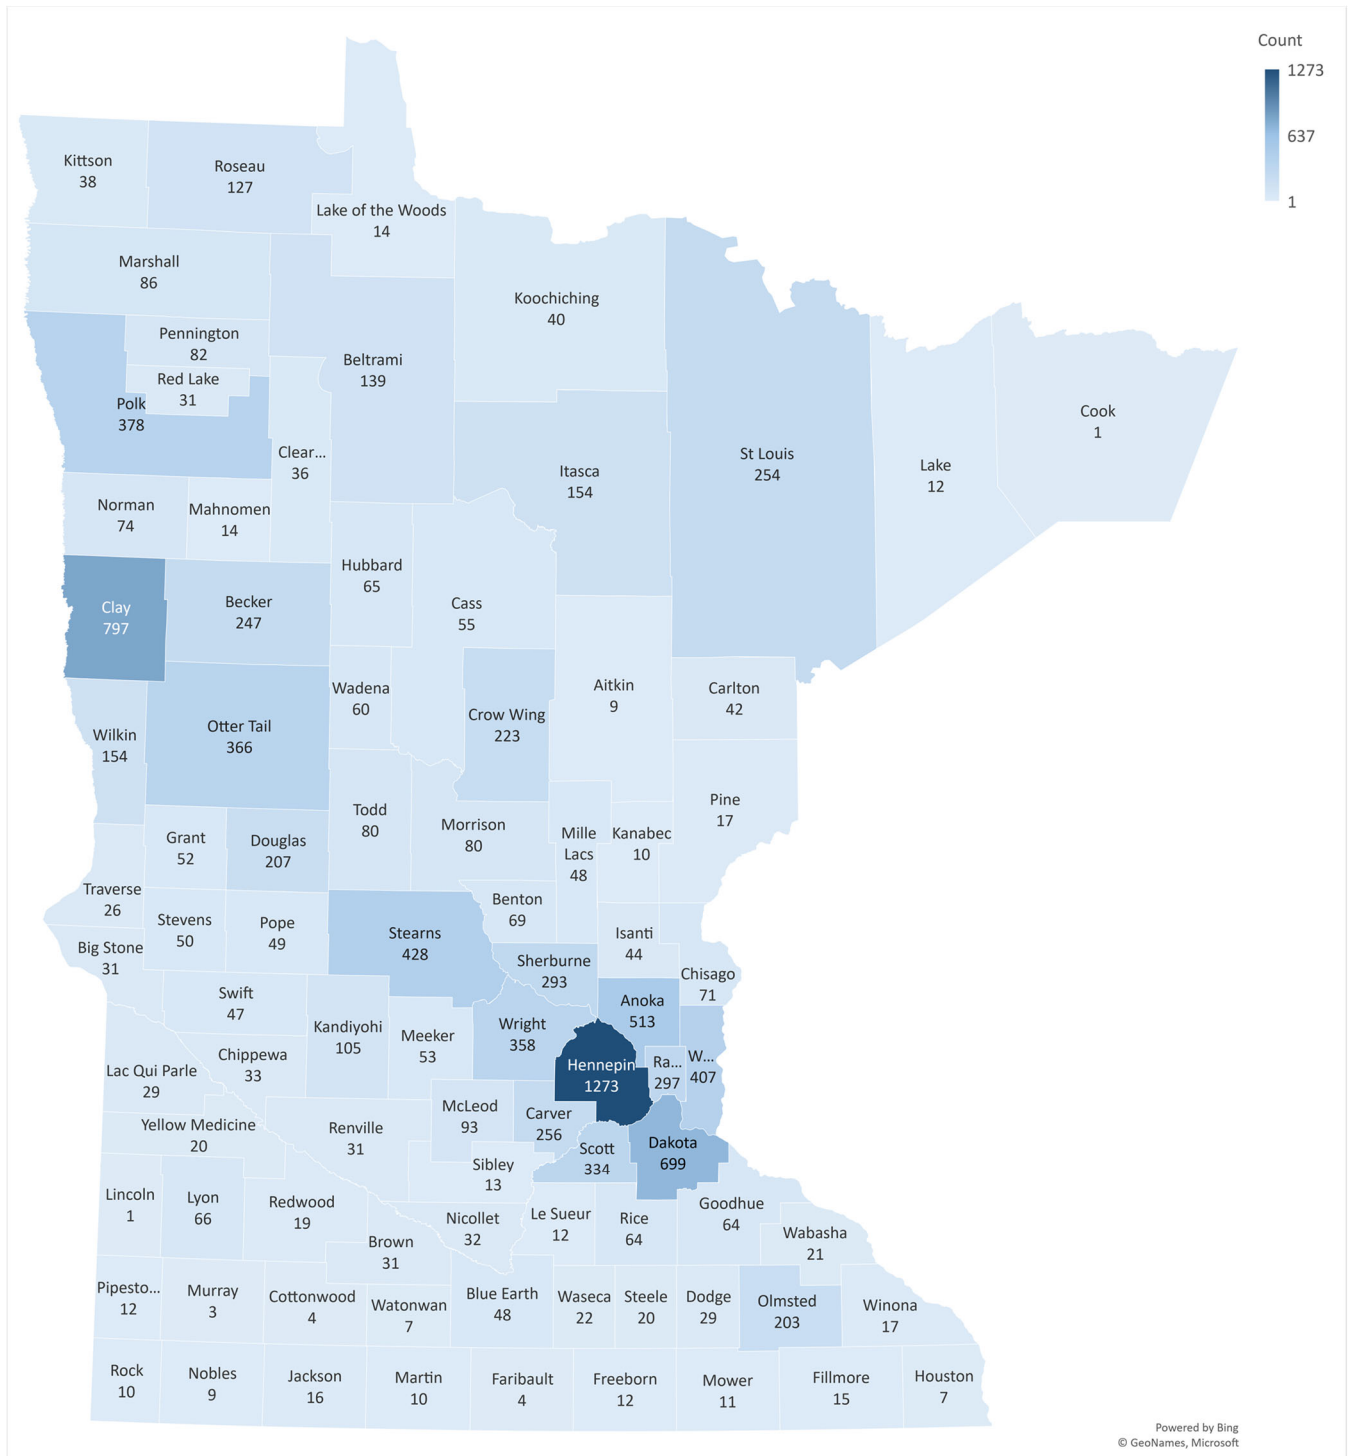 Count
1273
637
1
Kittson
38
Roseau
127
Lake of the Woods
14
Marshall
86
Koochiching
40
Pennington
82
Beltrami
139
Red Lake
31
Polk
378
Cook
1
Clear...
36
St Louis
254
Itasca
154
Lake
12
Norman
74
Mahnomen
14
Hubbard
65
Clay
797
Becker
247
Cass
55
Wadena
60
Aitkin
9
Carlton
42
Crow Wing
223
Otter Tail
366
Wilkin
154
Pine
17
Todd
80
Morrison
80
Mille
Lacs
48
Kanabec
10
Grant
52
Douglas
207
Traverse
26
Benton
69
Stevens
50
Pope
49
Stearns
428
Isanti
44
Big Stone
31
Sherburne
293
Chisago
71
Swift
47
Anoka
513
Kandiyohi
105
Wright
358
Meeker
53
Chippewa
33
Hennepin
1273
Ra...
297
W...
407
Lac Qui Parle
29
McLeod
93
Carver
256
Yellow Medicine
20
Renville
31
Scott
334
Dakota
699
Sibley
13
Lincoln
1
Lyon
66
Redwood
19
Goodhue
64
Nicollet
32
Le Sueur
12
Rice
64
Wabasha
21
Brown
31
Pipesto...
12
Murray
3
Cottonwood
4
Watonwan
7
Blue Earth
48
Waseca
22
Steele
20
Dodge
29
Olmsted
203
Winona
17
Rock
10
Nobles
9
Jackson
16
Martin
10
Faribault
4
Freeborn
12
Mower
11
Fillmore
15
Houston
7
Powered by Bing
© GeoNames, Microsoft